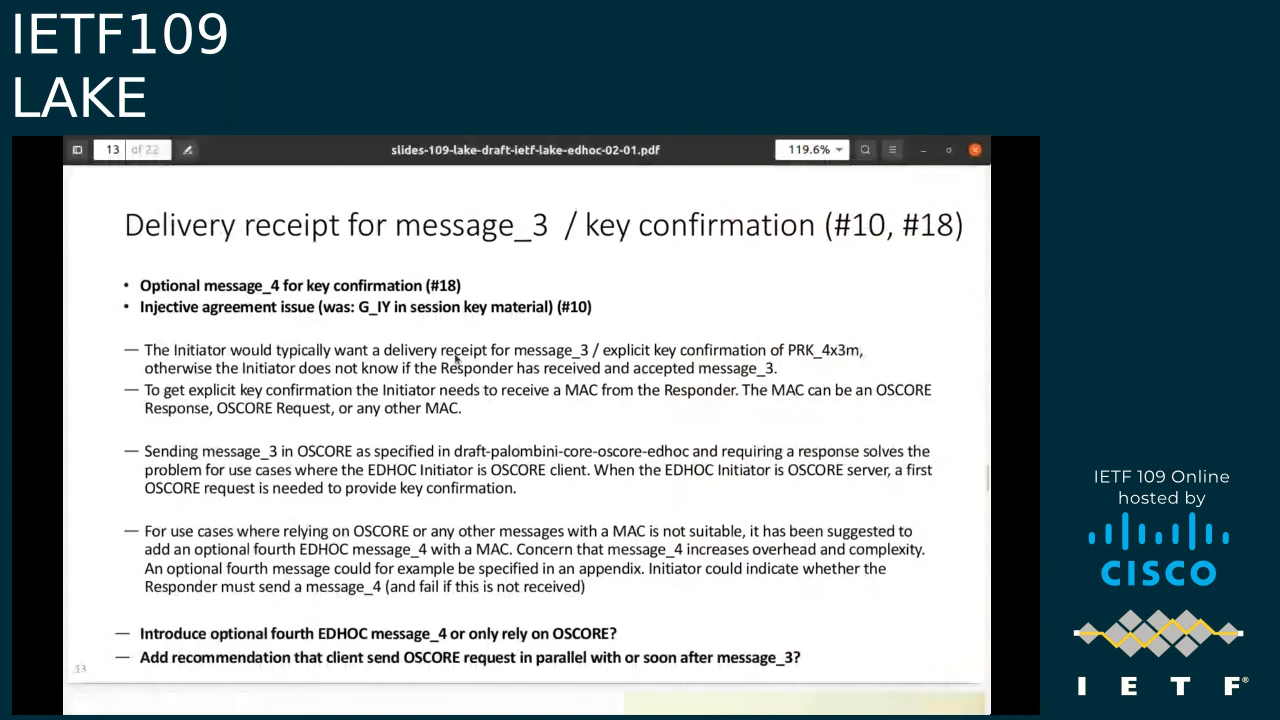 IETF109
LAKE
13 of 22
slides-109-lake-draft-ietf-lake-edhoc-02-01.pdf
119.6%
Delivery receipt for message_3 / key confirmation (#10, #18)
• Optional message_4 for key confirmation (#18)
• Injective agreement issue (was: G_IY in session key material) (#10)
— The Initiator would typically want a delivery receipt for message_3 / explicit key confirmation of PRK_4x3m,
otherwise the Initiator does not know if the Responder has received and accepted message_3.
— To get explicit key confirmation the Initiator needs to receive a MAC from the Responder. The MAC can be an OSCORE
Response, OSCORE Request, or any other MAC.
— Sending message_3 in OSCORE as specified in draft-palombini-core-oscore-edhoc and requiring a response solves the
problem for use cases where the EDHOC Initiator is OSCORE client. When the EDHOC Initiator is OSCORE server, a first
OSCORE request is needed to provide key confirmation.
— For use cases where relying on OSCORE or any other messages with a MAC is not suitable, it has been suggested to
add an optional fourth EDHOC message_4 with a MAC. Concern that message_4 increases overhead and complexity.
An optional fourth message could for example be specified in an appendix. Initiator could indicate whether the
Responder must send a message_4 (and fail if this is not received)
— Introduce optional fourth EDHOC message_4 or only rely on OSCORE?
— Add recommendation that client send OSCORE request in parallel with or soon after message_3?
13
IETF 109 Online
hosted by
CISCO
I E T F®